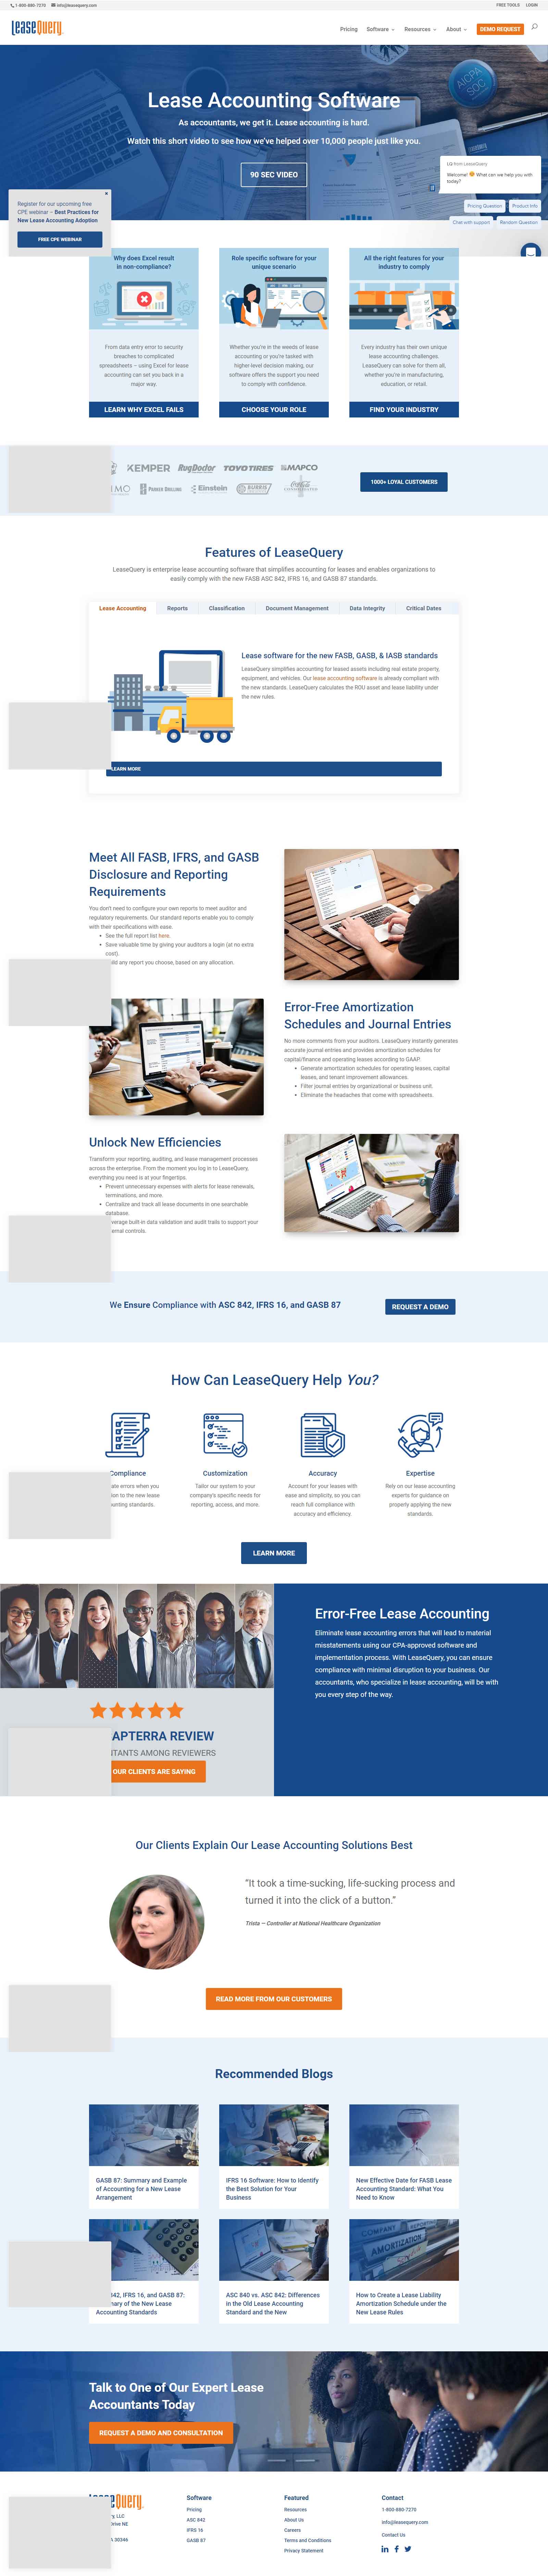 1-800-880-7270 info@leasequery.com FREE TOOLS LOGIN
LEASEQuery
Pricing Software Resources About DEMO REQUEST
Lease Accounting Software
As accountants, we get it. Lease accounting is hard.
Watch this short video to see how we've helped over 10,000 people just like you.
90 SEC VIDEO
AICPA
SOC
LQ from LeaseQuery
Welcome! What can we help you with
today?
Pricing Question Product Info
Chat with support Random Question
Register for our upcoming free
CPE webinar – Best Practices for
New Lease Accounting Adoption
FREE CPE WEBINAR
Why does Excel result
in non-compliance?
From data entry error to security
breaches to complicated
spreadsheets – using Excel for lease
accounting can set you back in a
major way.
LEARN WHY EXCEL FAILS
Role specific software for your
unique scenario
Whether you're in the weeds of lease
accounting or you're tasked with
higher-level decision making, our
software offers the support you need
to comply with confidence.
CHOOSE YOUR ROLE
All the right features for your
industry to comply
Every industry has their own unique
lease accounting challenges.
LeaseQuery can solve for them all,
whether you're in manufacturing,
education, or retail.
FIND YOUR INDUSTRY
KEMPER RugDoctor TOYO TIRES MAPCO
PARKER DRILLING Einstein BURRIS Coca-Cola
1000+ LOYAL CUSTOMERS
Features of LeaseQuery
LeaseQuery is enterprise lease accounting software that simplifies accounting for leases and enables organizations to
easily comply with the new FASB ASC 842, IFRS 16, and GASB 87 standards.
Lease Accounting Reports Classification Document Management Data Integrity Critical Dates
Lease software for the new FASB, GASB, & IASB standards
LeaseQuery simplifies accounting for leased assets including real estate property,
equipment, and vehicles. Our lease accounting software is already compliant with
the new standards. LeaseQuery calculates the ROU asset and lease liability under
the new rules.
LEARN MORE
Meet All FASB, IFRS, and GASB
Disclosure and Reporting
Requirements
You don't need to configure your own reports to meet auditor and
regulatory requirements. Our standard reports enable you to comply
with their specifications with ease.
• See the full report list here.
• Save valuable time by giving your auditors a login (at no extra
cost).
ild any report you choose, based on any allocation.
Error-Free Amortization
Schedules and Journal Entries
No more comments from your auditors. LeaseQuery instantly generates
accurate journal entries and provides amortization schedules for
capital/finance and operating leases according to GAAP.
• Generate amortization schedules for operating leases, capital
leases, and tenant improvement allowances.
• Filter journal entries by organizational or business unit.
• Eliminate the headaches that come with spreadsheets.
Unlock New Efficiencies
Transform your reporting, auditing, and lease management processes
across the enterprise. From the moment you log in to LeaseQuery,
everything you need is at your fingertips.
• Prevent unnecessary expenses with alerts for lease renewals,
terminations, and more.
• Centralize and track all lease documents in one searchable
database.
verage built-in data validation and audit trails to support your
ernal controls.
We Ensure Compliance with ASC 842, IFRS 16, and GASB 87
REQUEST A DEMO
How Can LeaseQuery Help You?
Compliance
ate errors when you
tion to the new lease
unting standards.
Customization
Tailor our system to your
company's specific needs for
reporting, access, and more.
Accuracy
Account for your leases with
ease and simplicity, so you can
reach full compliance with
accuracy and efficiency.
Expertise
Rely on our lease accounting
experts for guidance on
properly applying the new
standards.
LEARN MORE
APTERRA REVIEW
NTANTS AMONG REVIEWERS
OUR CLIENTS ARE SAYING
Error-Free Lease Accounting
Eliminate lease accounting errors that will lead to material
misstatements using our CPA-approved software and
implementation process. With LeaseQuery, you can ensure
compliance with minimal disruption to your business. Our
accountants, who specialize in lease accounting, will be with
you every step of the way.
Our Clients Explain Our Lease Accounting Solutions Best
“It took a time-sucking, life-sucking process and
turned it into the click of a button.”
Trista — Controller at National Healthcare Organization
READ MORE FROM OUR CUSTOMERS
Recommended Blogs
GASB 87: Summary and Example
of Accounting for a New Lease
Arrangement
IFRS 16 Software: How to Identify
the Best Solution for Your
Business
New Effective Date for FASB Lease
Accounting Standard: What You
Need to Know
COMPANY REPORT
AMORTIZATION
842, IFRS 16, and GASB 87:
mary of the New Lease
Accounting Standards
ASC 840 vs. ASC 842: Differences
in the Old Lease Accounting
Standard and the New
How to Create a Lease Liability
Amortization Schedule under the
New Lease Rules
Talk to One of Our Expert Lease
Accountants Today
REQUEST A DEMO AND CONSULTATION
LEASEQuery
ry, LLC
Drive NE
A 30346
Software
Pricing
ASC 842
IFRS 16
GASB 87
Featured
Resources
About Us
Careers
Terms and Conditions
Privacy Statement
Contact
1-800-880-7270
info@leasequery.com
Contact Us